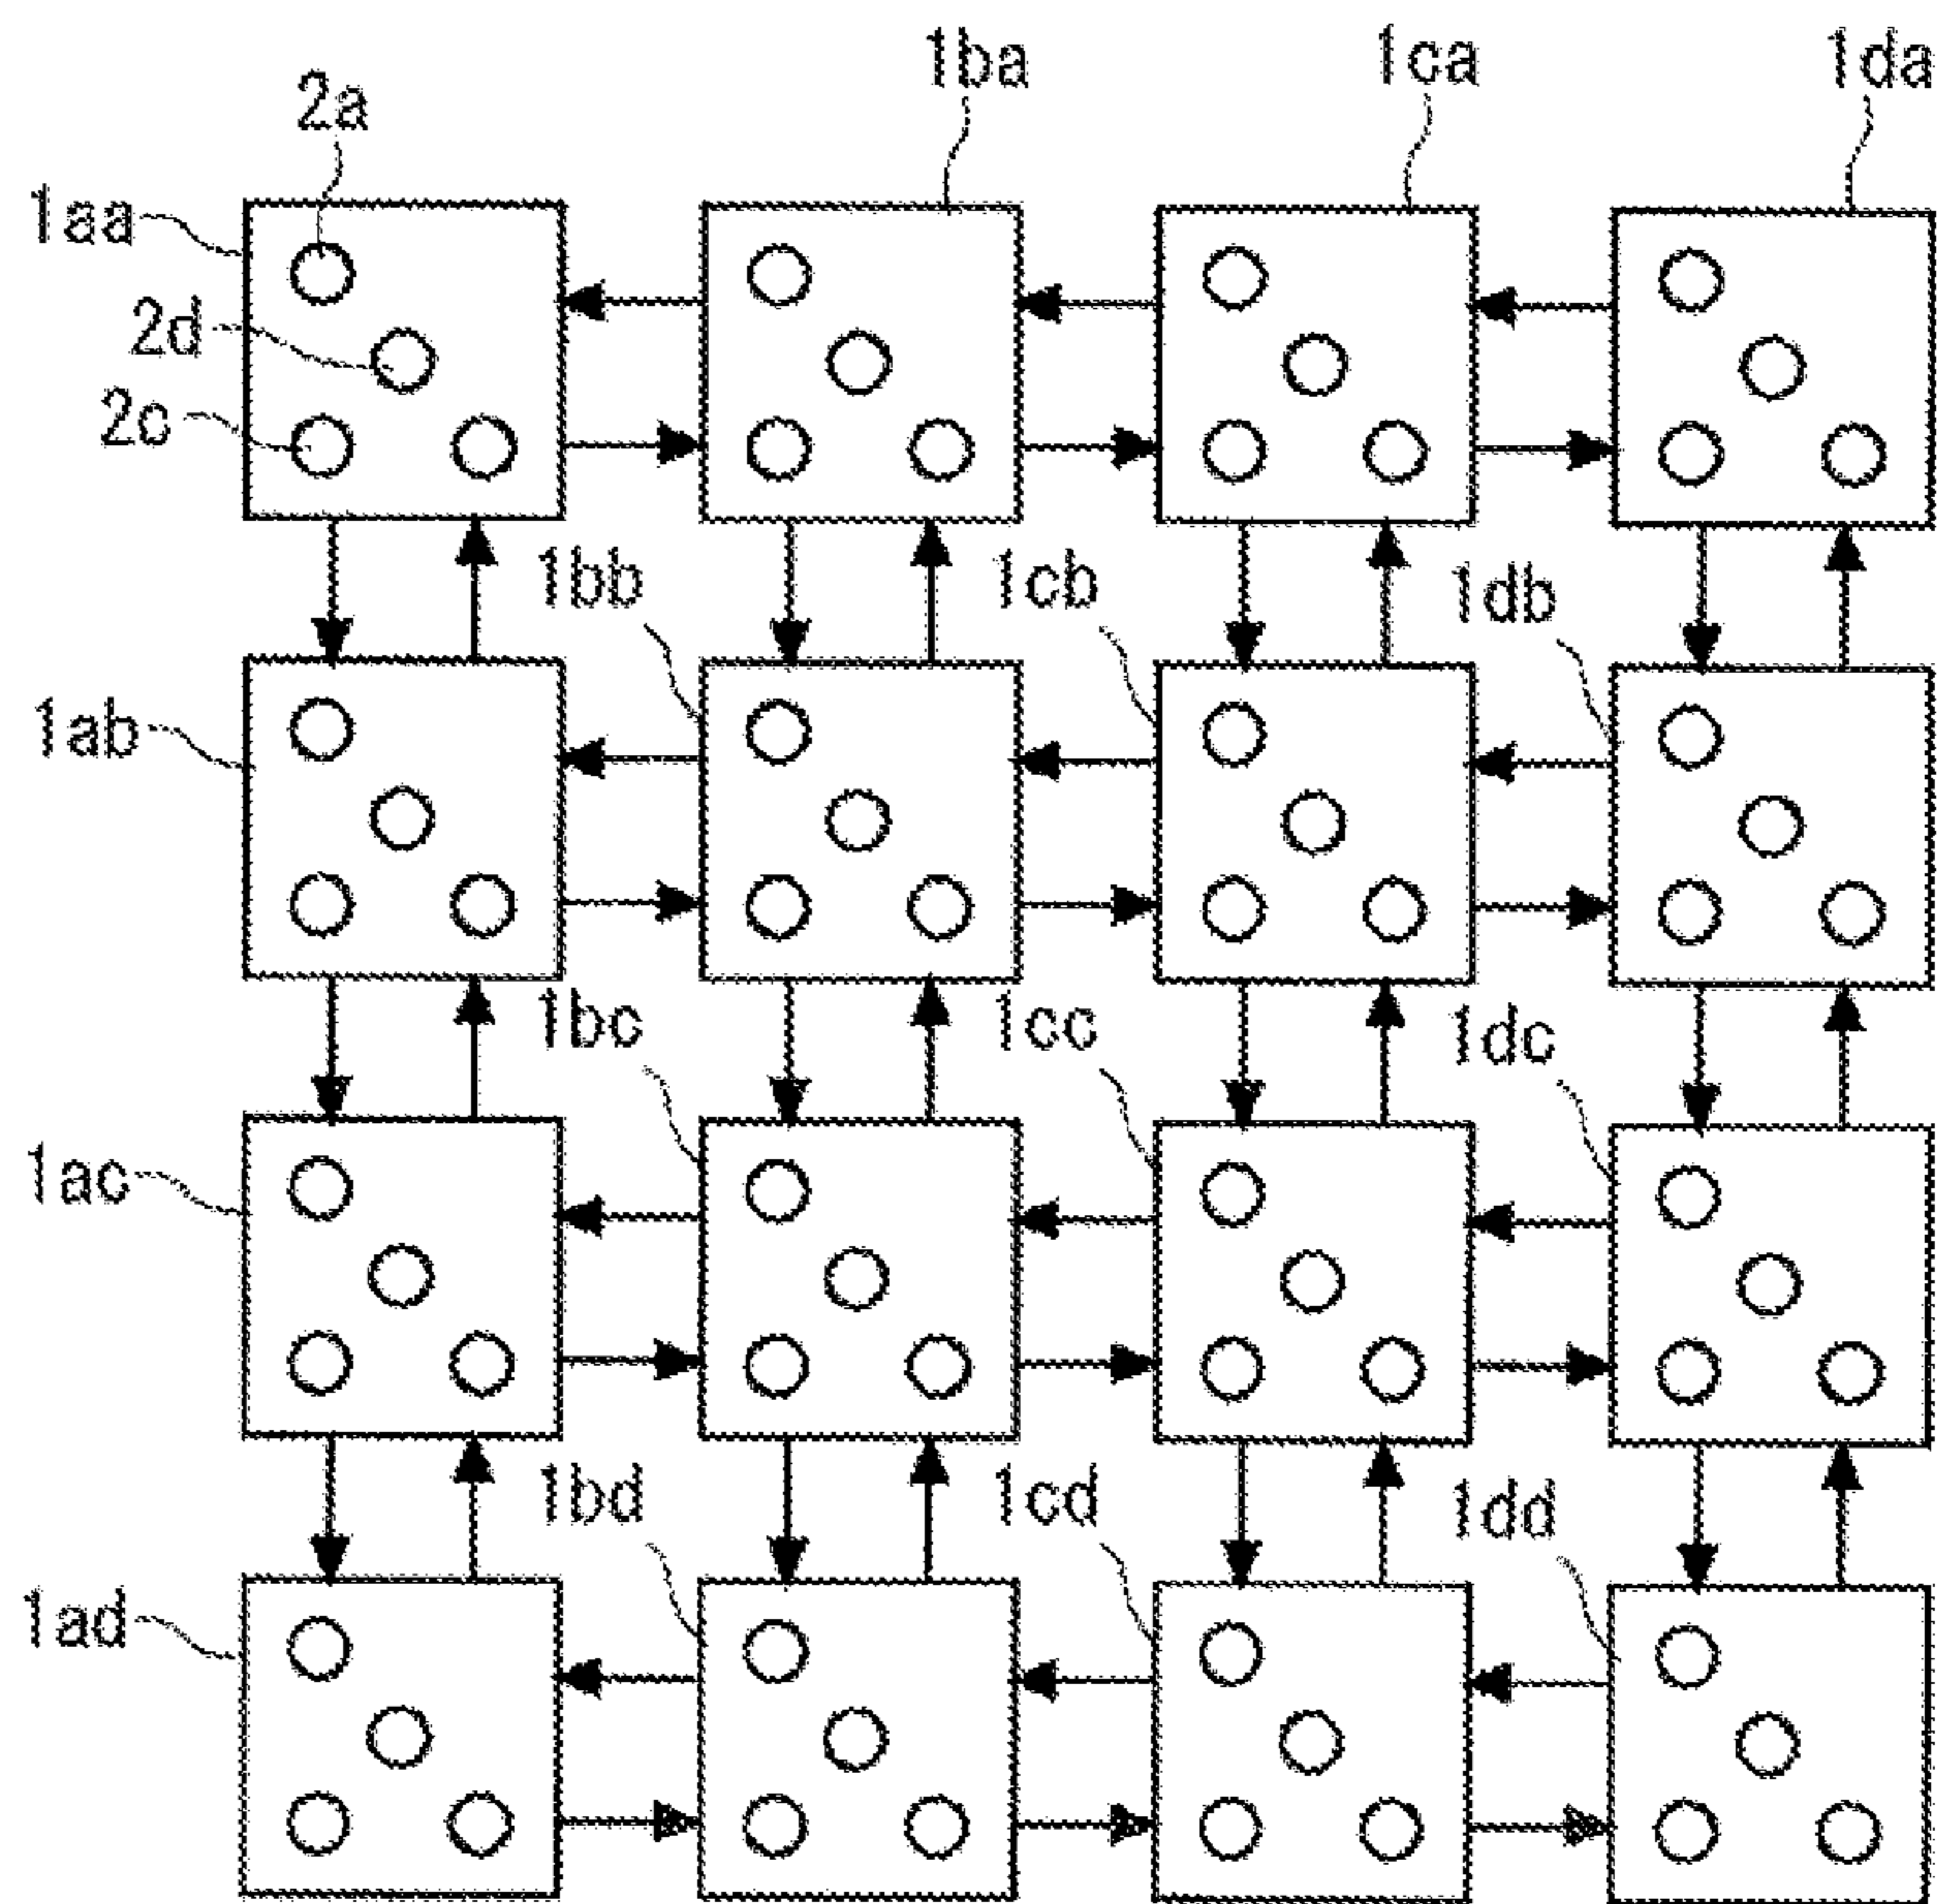 1ba 1ca 1da
2a
1aa
2d
2c
1bb 1cb 1db
1ab
1bc 1cc 1dc
1ac
1bd 1cd 1dd
1ad